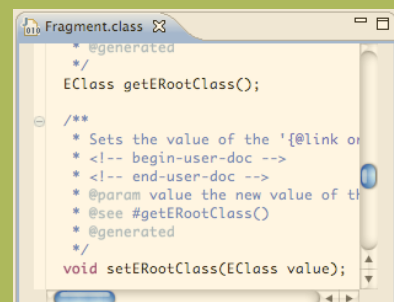 Fragment.class
* @generated
*/
EClass getERootClass();
/**
* Sets the value of the '{@link or
* <!-- begin-user-doc -->
* <!-- end-user-doc -->
* @param value the new value of th
* @see #getERootClass()
* @generated
*/
void setERootClass(EClass value);